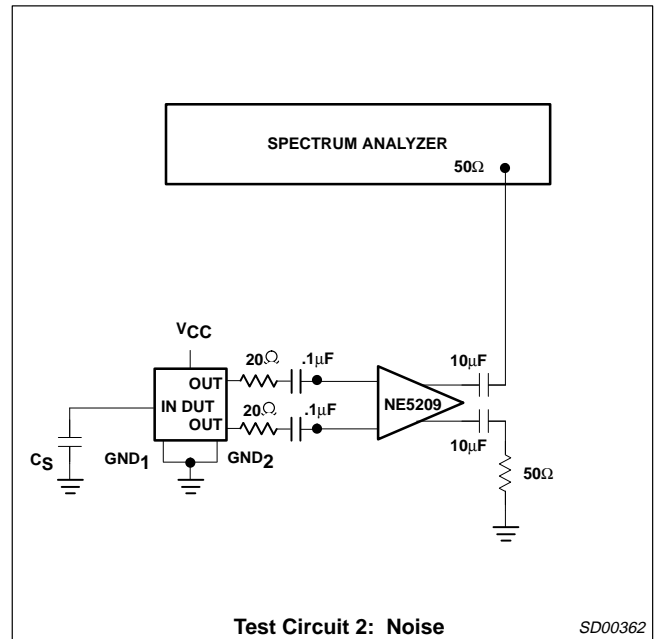 SPECTRUM ANALYZER
50Ω
VCC
20Ω
.1μF
10μF
OUT
IN DUT
NE5209
20Ω
.1μF
OUT
10μF
CS
GND1
GND2
50Ω
Test Circuit 2: Noise
SD00362